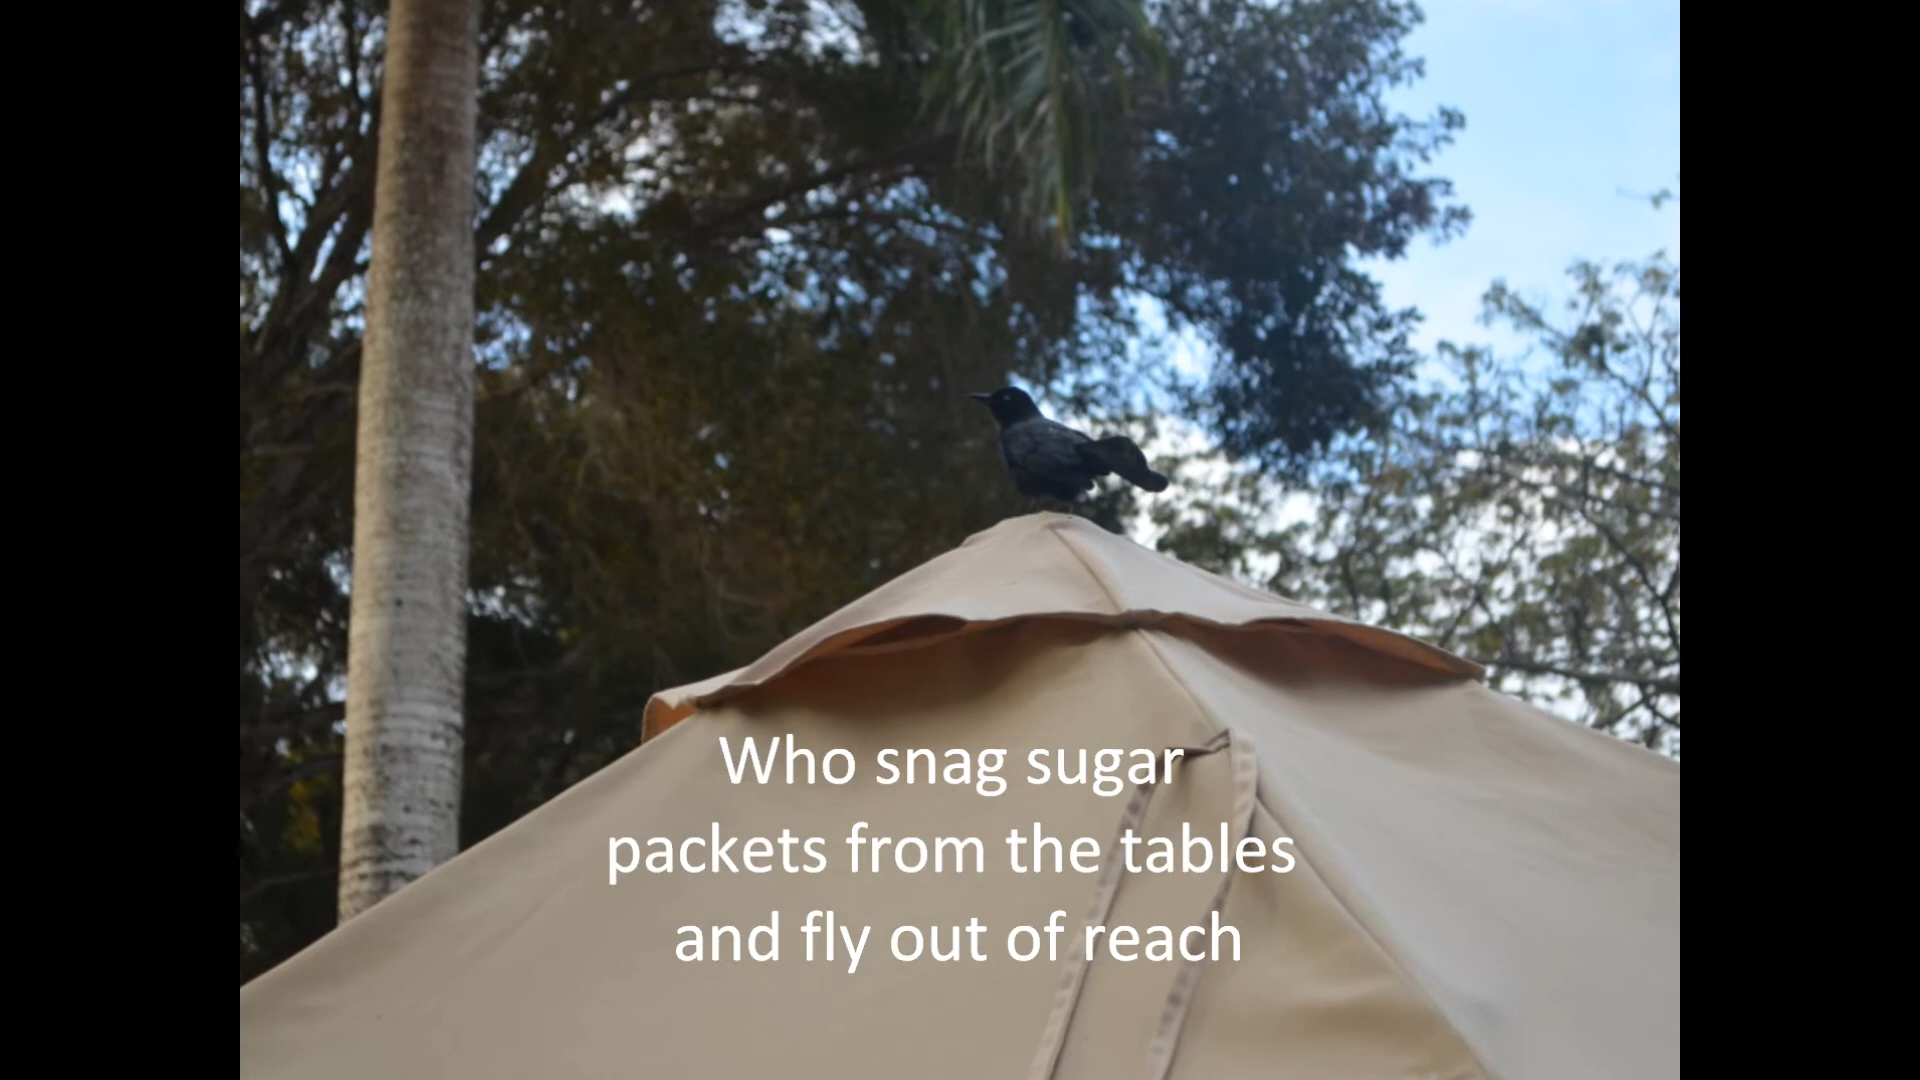 Who snag sugar
packets from the tables
and fly out of reach